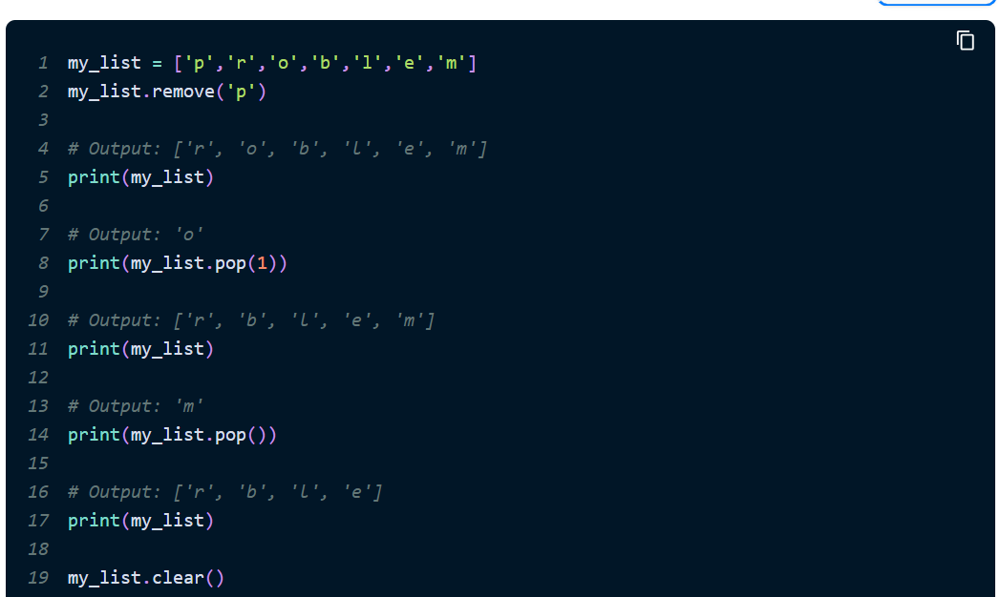 1 my_list = ['p','r','o','b','l','e','m']
2 my_list.remove('p')
3
4 # Output: ['r', 'o', 'b', 'l', 'e', 'm']
5 print(my_list)
6
7 # Output: 'o'
8 print(my_list.pop(1))
9
10 # Output: ['r', 'b', 'l', 'e', 'm']
11 print(my_list)
12
13 # Output: 'm'
14 print(my_list.pop())
15
16 # Output: ['r', 'b', 'l', 'e']
17 print(my_list)
18
19 my_list.clear()